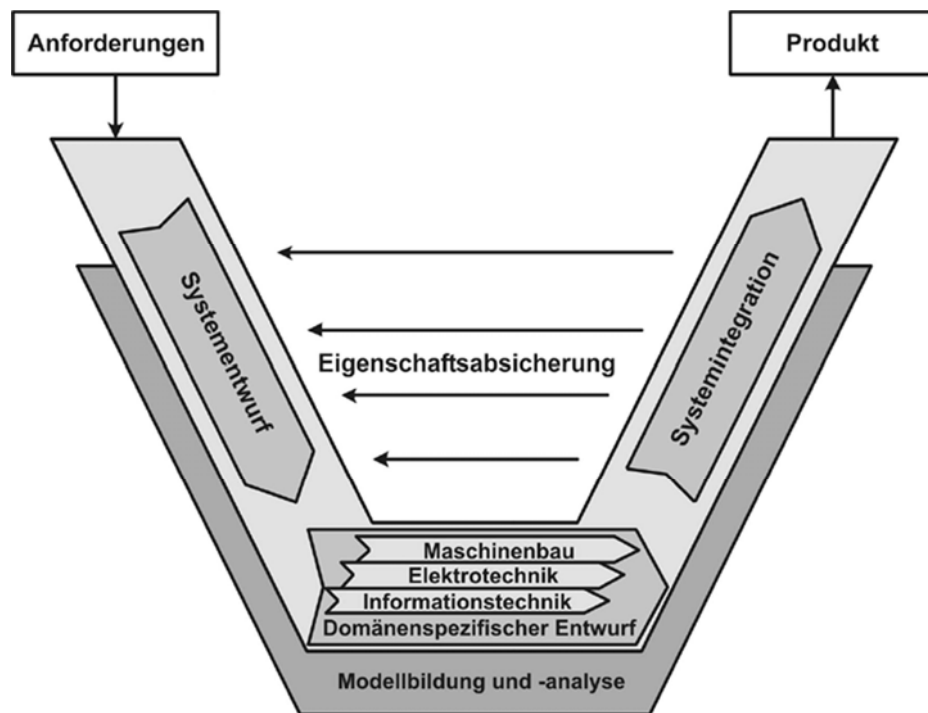 Anforderungen
Produkt
Systementwurf
Eigenschaftsabsicherung
Systemintegration
Maschinenbau
Elektrotechnik
Informationstechnik
Domänenspezifischer Entwurf
Modellbildung und -analyse